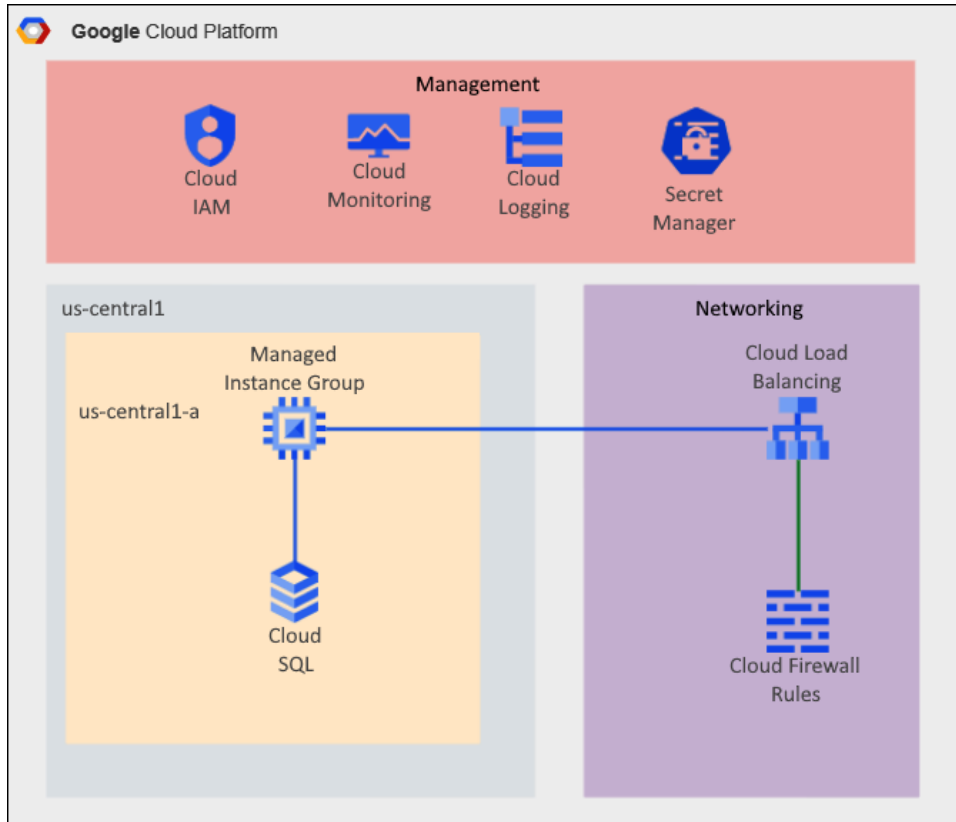 Google Cloud Platform
Management
Cloud
IAM
Cloud
Monitoring
Cloud
Logging
Secret
Manager
us-central1
Managed
Instance Group
us-central1-a
Cloud
SQL
Networking
Cloud Load
Balancing
Cloud Firewall
Rules